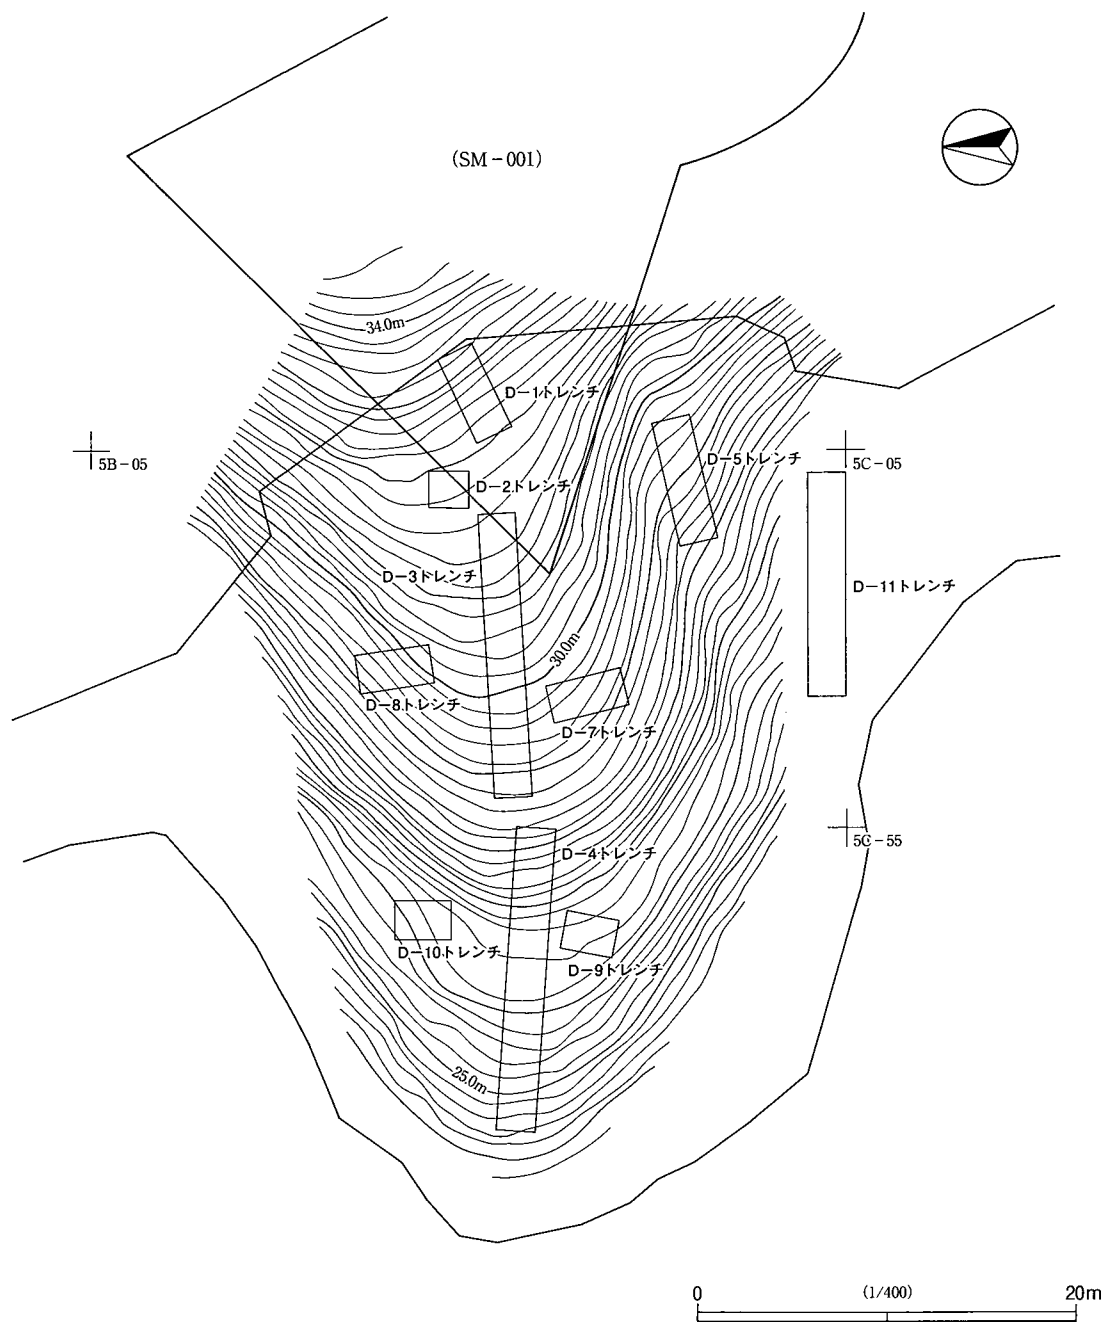 (SM-001)
34.0m
D-1トレンチ
5B-05
D-5トレンチ
5C-05
D-2トレンチ
D-3トレンチ
D-11トレンチ
30.0m
D-8トレンチ
D-7トレンチ
5C-55
D-4トレンチ
D-10トレンチ
D-9トレンチ
25.0m
0 (1/400) 20m